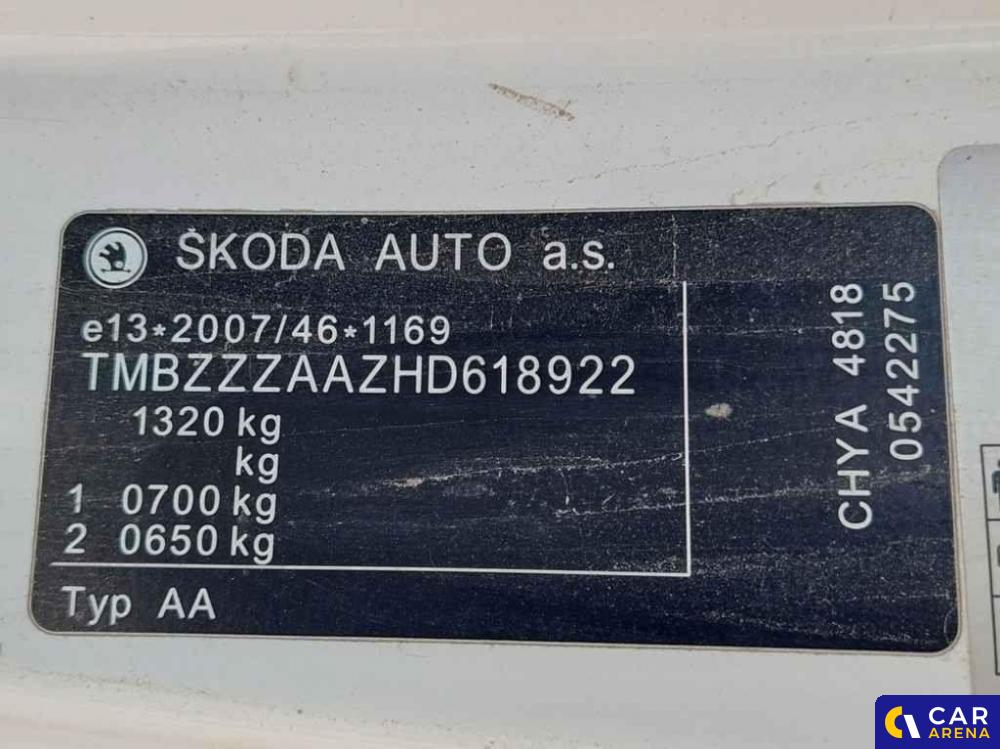 ŠKODA AUTO a.s.
e13*2007/46*1169
TMBZZZAAZHD618922
1320 kg
kg
1 0700 kg
2 0650 kg
Typ AA
CHYA 4818
0542275
CAR
ARENA